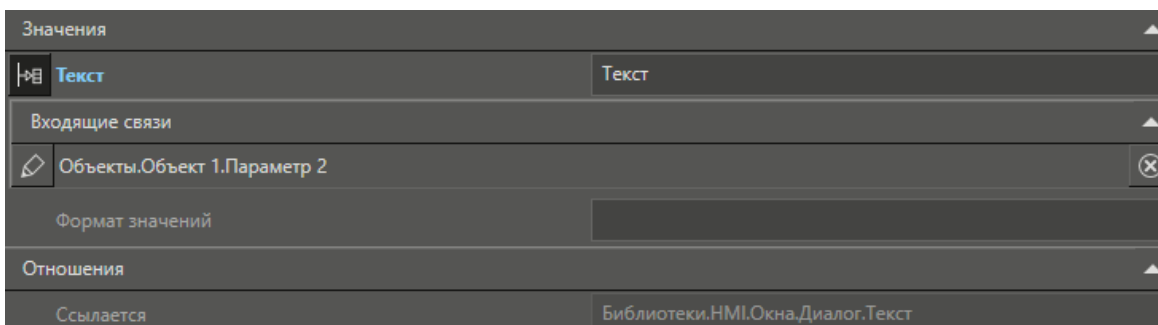 Значения
Текст Текст
Входящие связи
Объекты.Объект 1.Параметр 2
Формат значений
Отношения
Ссылается Библиотеки.HMI.Окна.Диалог.Текст